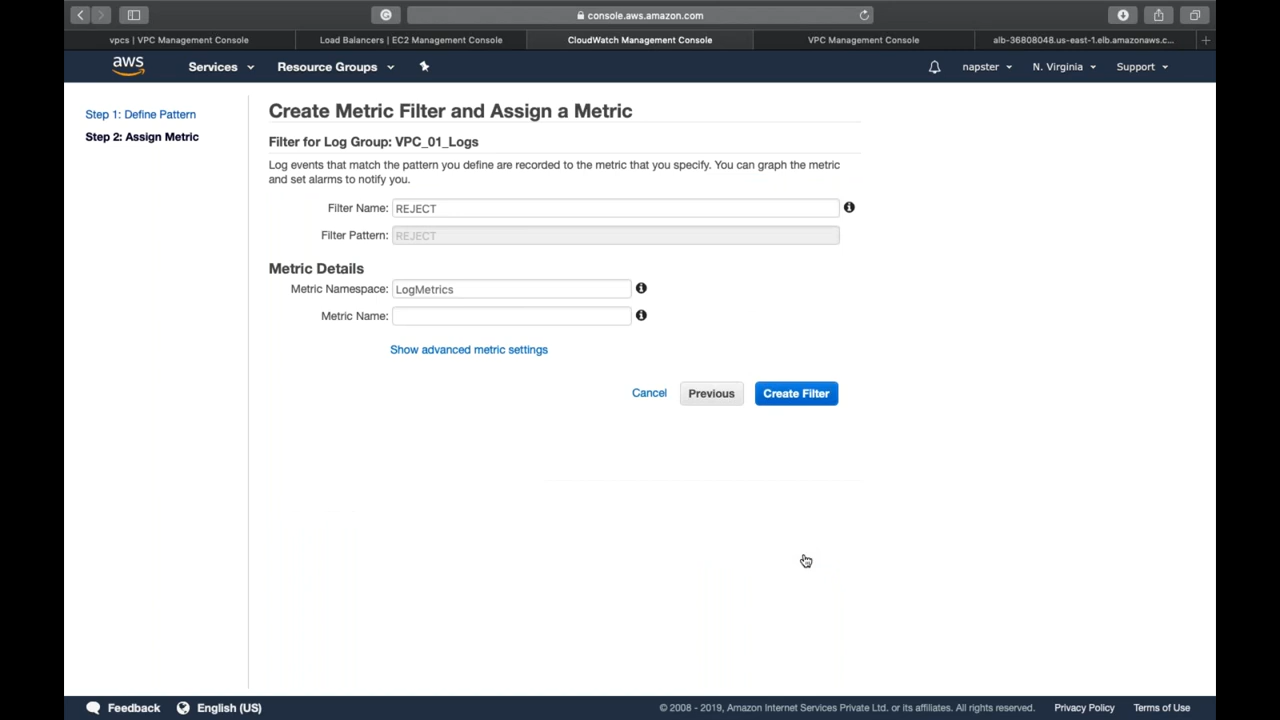 console.aws.amazon.com
vpcs | VPC Management Console
Load Balancers | EC2 Management Console
CloudWatch Management Console
VPC Management Console
alb-36808048.us-east-1.elb.amazonaws.c...
aws
Services
Resource Groups
napster
N. Virginia
Support
Step 1: Define Pattern
Step 2: Assign Metric
Create Metric Filter and Assign a Metric
Filter for Log Group: VPC_01_Logs
Log events that match the pattern you define are recorded to the metric that you specify. You can graph the metric
and set alarms to notify you.
Filter Name: REJECT
Filter Pattern: REJECT
Metric Details
Metric Namespace: LogMetrics
Metric Name:
Show advanced metric settings
Cancel
Previous
Create Filter
Feedback
English (US)
© 2008 - 2019, Amazon Internet Services Private Ltd. or its affiliates. All rights reserved.
Privacy Policy
Terms of Use